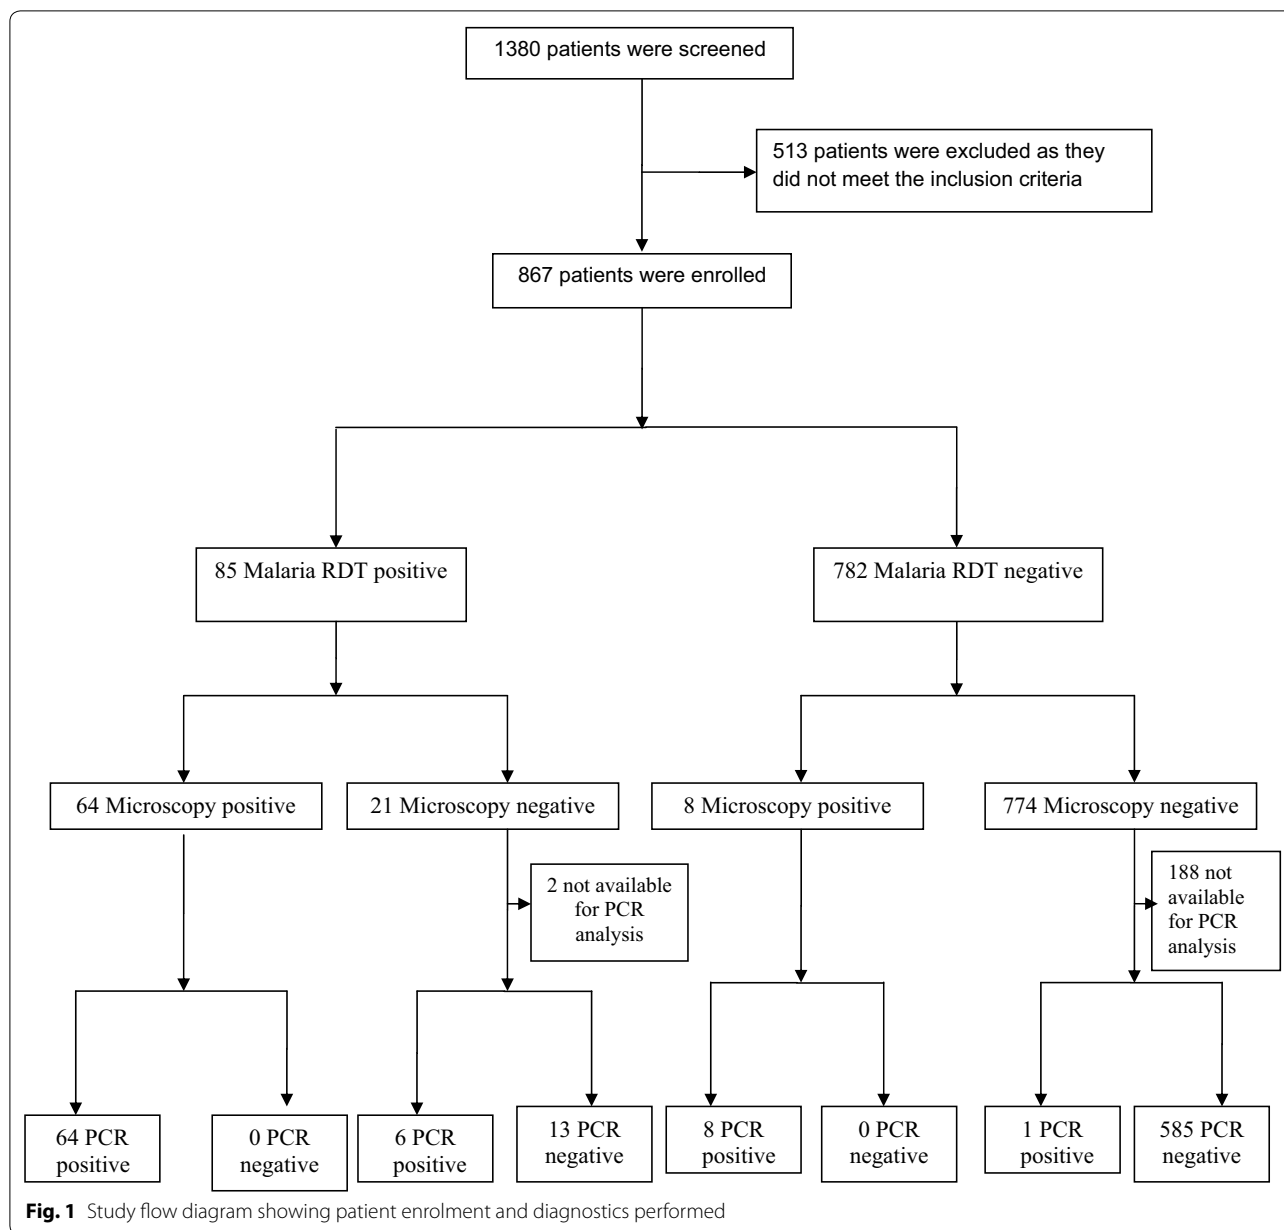 1380 patients were screened
513 patients were excluded as they
did not meet the inclusion criteria
867 patients were enrolled
85 Malaria RDT positive
782 Malaria RDT negative
64 Microscopy positive
21 Microscopy negative
8 Microscopy positive
774 Microscopy negative
2 not available
for PCR
analysis
188 not
available
for PCR
analysis
64 PCR
positive
0 PCR
negative
6 PCR
positive
13 PCR
negative
8 PCR
positive
0 PCR
negative
1 PCR
positive
585 PCR
negative
Fig. 1 Study flow diagram showing patient enrolment and diagnostics performed